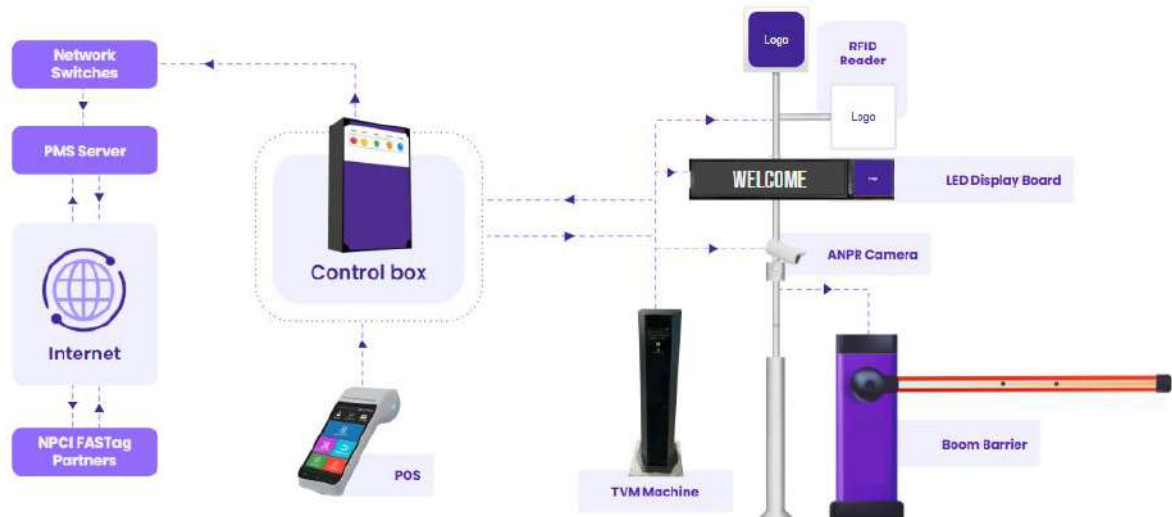 Network
Switches
PMS Server
Internet
NPCI FASTag
Partners
Control box
POS
TVM Machine
Logo
RFID
Reader
Logo
WELCOME
LED Display Board
ANPR Camera
Boom Barrier